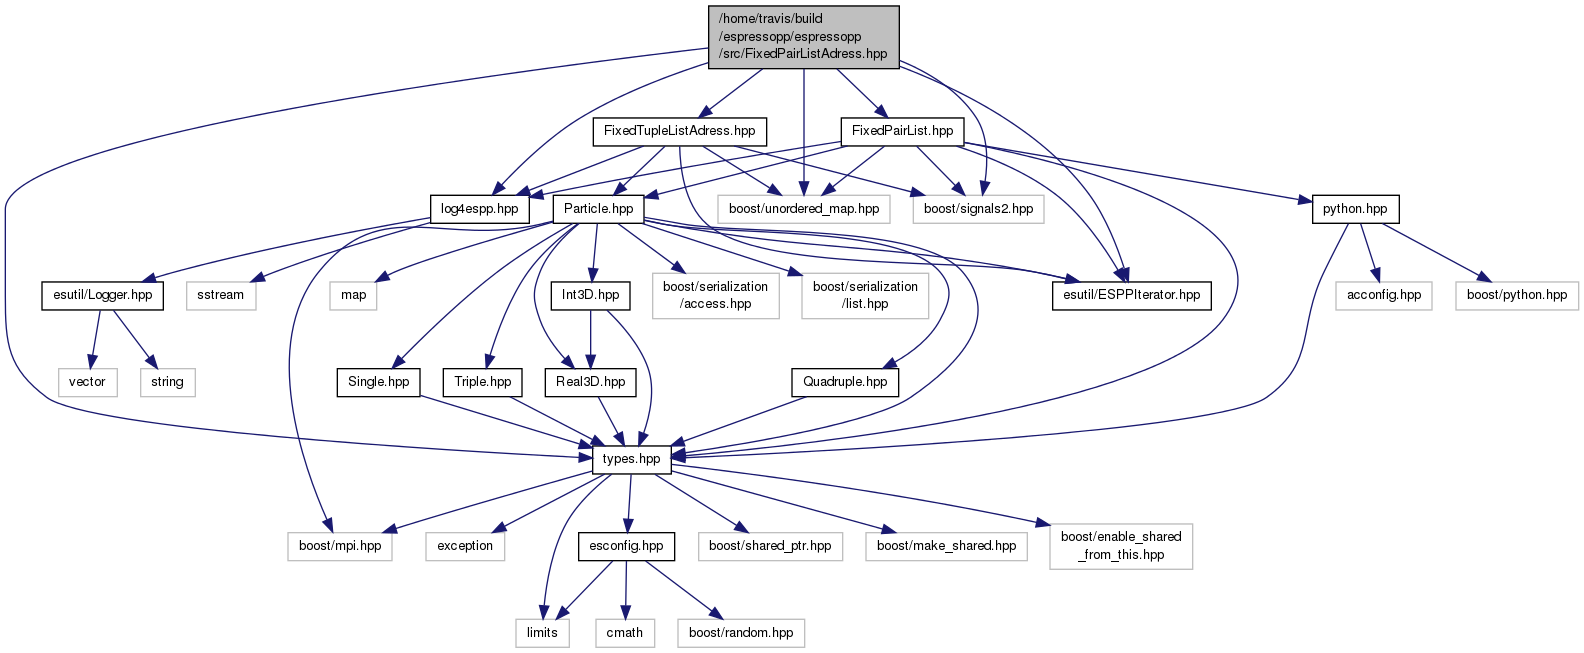 /home/travis/build
/espressopp/espressopp
/src/FixedPairListAdress.hpp
FixedTupleListAdress.hpp
FixedPairList.hpp
log4espp.hpp
Particle.hpp
boost/unordered_map.hpp
boost/signals2.hpp
python.hpp
esutil/Logger.hpp
sstream
map
Int3D.hpp
boost/serialization
/access.hpp
boost/serialization
/list.hpp
esutil/ESPPIterator.hpp
acconfig.hpp
boost/python.hpp
vector
string
Single.hpp
Triple.hpp
Real3D.hpp
Quadruple.hpp
types.hpp
boost/mpi.hpp
exception
esconfig.hpp
boost/shared_ptr.hpp
boost/make_shared.hpp
boost/enable_shared
_from_this.hpp
limits
cmath
boost/random.hpp